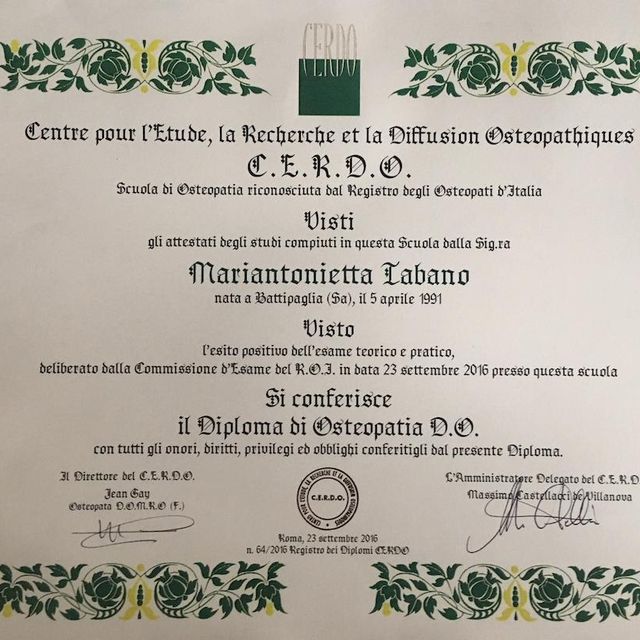 CERDO
Centre pour l'Etude, la Recherche et la Diffusion Osteopathiques
C.E.R.D.O.
Scuola di Osteopatia riconosciuta dal Registro degli Osteopati d'Italia
Visti
gli attestati degli studi compiuti in questa Scuola dalla Sig.ra
Mariantonietta Tabano
nata a Battipaglia (Sa), il 5 aprile 1991
Visto
l'esito positivo dell'esame teorico e pratico,
deliberato dalla Commissione d'Esame del R.O.I. in data 23 settembre 2016 presso questa scuola
Si conferisce
il Diploma di Osteopatia D.O.
con tutti gli onori, diritti, privilegi ed obblighi conferitigli dal presente Diploma.
Il Direttore del C.E.R.D.O.
Jean Gay
Osteopata D.O.M.R.O (F.)
C.E.R.D.O.
L'Amministratore Delegato del C.E.R.D
Massimo Castellacci de Villanova
Roma, 23 settembre 2016
n. 64/2016 Registro dei Diplomi CERDO